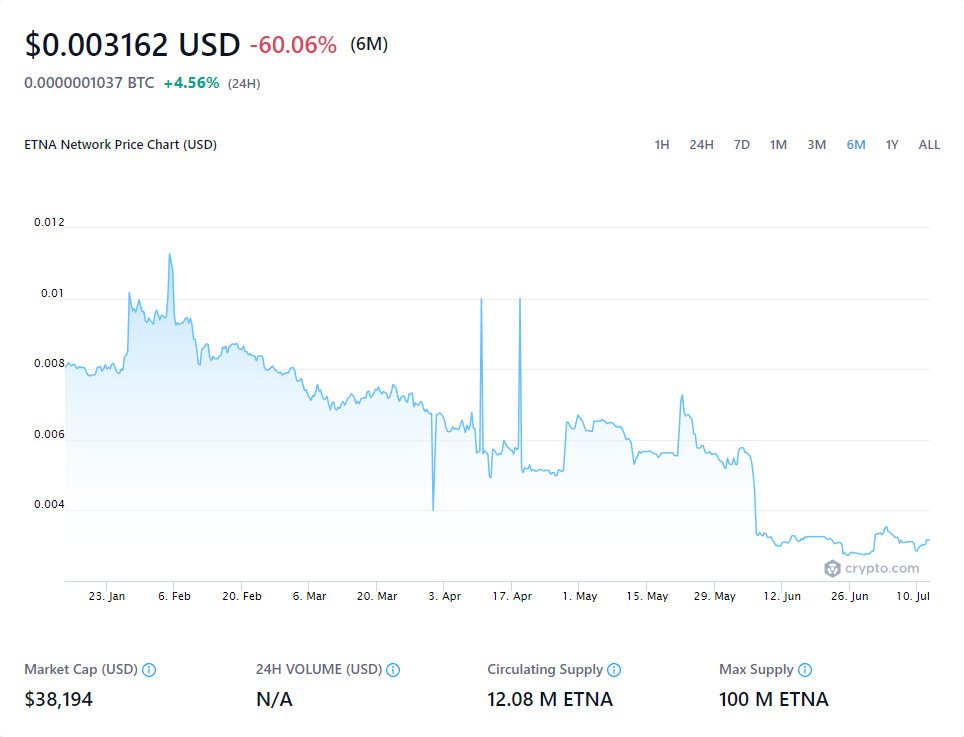 $0.003162 USD -60.06% (6M)
0.0000001037 BTC +4.56% (24H)
ETNA Network Price Chart (USD) 1H 24H 7D 1M 3M 6M 1Y ALL
0.012
0.01
0.008
0.006
0.004
crypto.com
23. Jan 6. Feb 20. Feb 6. Mar 20. Mar 3. Apr 17. Apr 1. May 15. May 29. May 12. Jun 26. Jun 10. Jul
Market Cap (USD) 24H VOLUME (USD) Circulating Supply Max Supply
$38,194 N/A 12.08 M ETNA 100 M ETNA